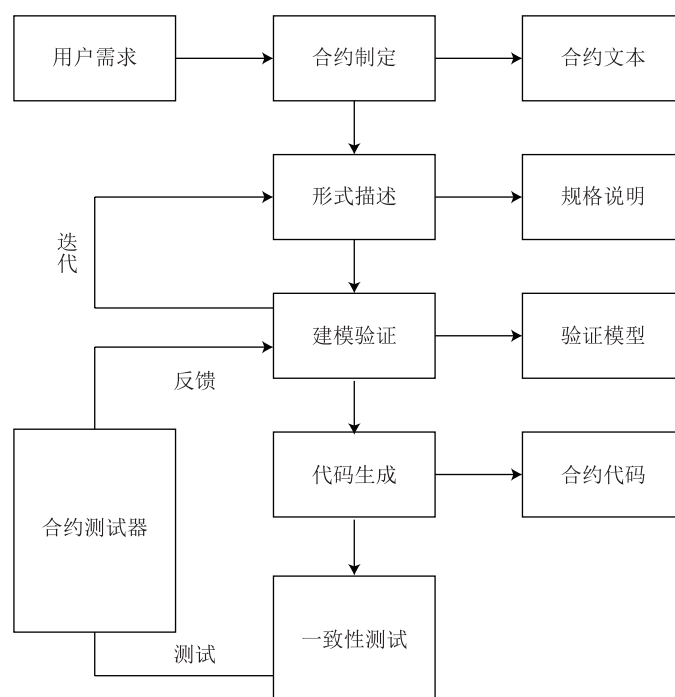 用户需求
合约制定
合约文本
形式描述
规格说明
迭
代
建模验证
验证模型
反馈
代码生成
合约代码
合约测试器
一致性测试
测试